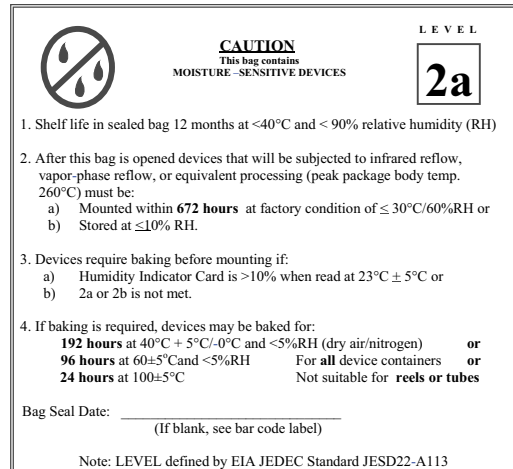 L E V E L
CAUTION
This bag contains
MOISTURE –SENSITIVE DEVICES
2a
1. Shelf life in sealed bag 12 months at <40°C and < 90% relative humidity (RH)
2. After this bag is opened devices that will be subjected to infrared reflow,
vapor-phase reflow, or equivalent processing (peak package body temp.
260°C) must be:
a) Mounted within 672 hours at factory condition of ≤ 30°C/60%RH or
b) Stored at ≤10% RH.
3. Devices require baking before mounting if:
a) Humidity Indicator Card is >10% when read at 23°C ± 5°C or
b) 2a or 2b is not met.
4. If baking is required, devices may be baked for:
192 hours at 40°C + 5°C/-0°C and <5%RH (dry air/nitrogen) or
96 hours at 60±5°Cand <5%RH For all device containers or
24 hours at 100±5°C Not suitable for reels or tubes
Bag Seal Date: ______________________________
(If blank, see bar code label)
Note: LEVEL defined by EIA JEDEC Standard JESD22-A113